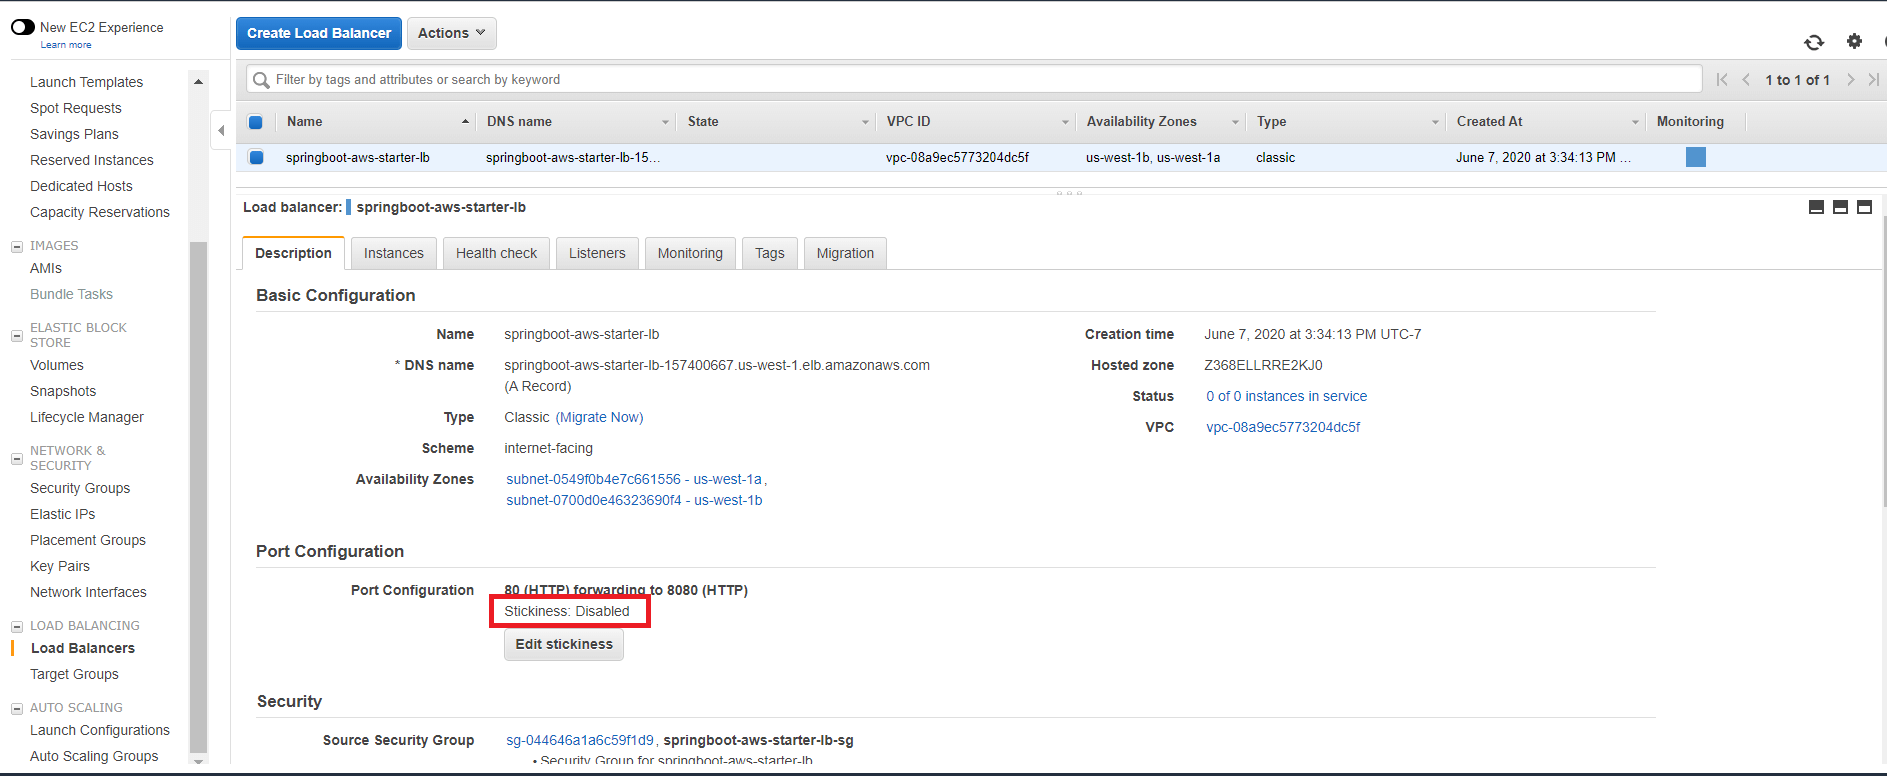 New EC2 Experience
Learn more
Launch Templates
Spot Requests
Savings Plans
Reserved Instances
Dedicated Hosts
Capacity Reservations
IMAGES
AMIs
Bundle Tasks
ELASTIC BLOCK
STORE
Volumes
Snapshots
Lifecycle Manager
NETWORK &
SECURITY
Security Groups
Elastic IPs
Placement Groups
Key Pairs
Network Interfaces
LOAD BALANCING
Load Balancers
Target Groups
AUTO SCALING
Launch Configurations
Auto Scaling Groups
Create Load Balancer Actions
Filter by tags and attributes or search by keyword
1 to 1 of 1
Name DNS name State VPC ID Availability Zones Type Created At Monitoring
springboot-aws-starter-lb springboot-aws-starter-lb-15... vpc-08a9ec5773204dc5f us-west-1b, us-west-1a classic June 7, 2020 at 3:34:13 PM ...
Load balancer: springboot-aws-starter-lb
Description Instances Health check Listeners Monitoring Tags Migration
Basic Configuration
Name springboot-aws-starter-lb
* DNS name springboot-aws-starter-lb-157400667.us-west-1.elb.amazonaws.com
(A Record)
Type Classic (Migrate Now)
Scheme internet-facing
Availability Zones subnet-0549f0b4e7c661556 - us-west-1a,
subnet-0700d0e46323690f4 - us-west-1b
Creation time June 7, 2020 at 3:34:13 PM UTC-7
Hosted zone Z368ELLRRE2KJ0
Status 0 of 0 instances in service
VPC vpc-08a9ec5773204dc5f
Port Configuration
Port Configuration 80 (HTTP) forwarding to 8080 (HTTP)
Stickiness: Disabled
Edit stickiness
Security
Source Security Group sg-044646a1a6c59f1d9, springboot-aws-starter-lb-sg
• Security Group for springboot-aws-starter-lb